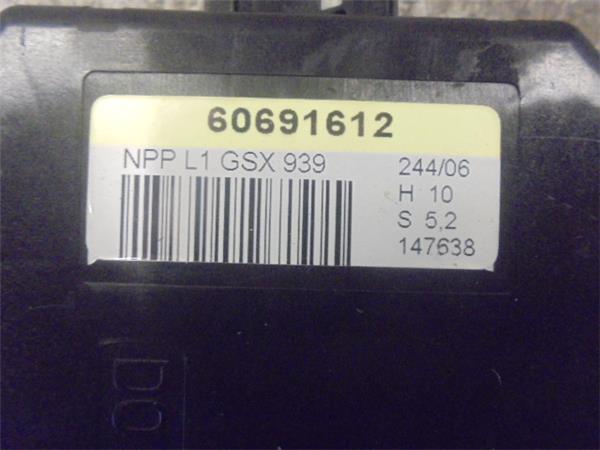 60691612
NPP L1 GSX 939
244/06
H 10
S 5,2
147638